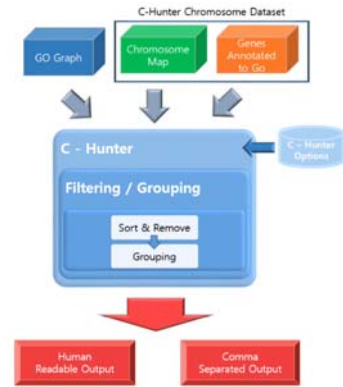 C-Hunter Chromosome Dataset
GO Graph
Chromosome
Map
Genes
Annotated
to Go
C - Hunter
C - Hunter
Options
Filtering / Grouping
Sort & Remove
Grouping
Human
Readable Output
Comma
Separated Output